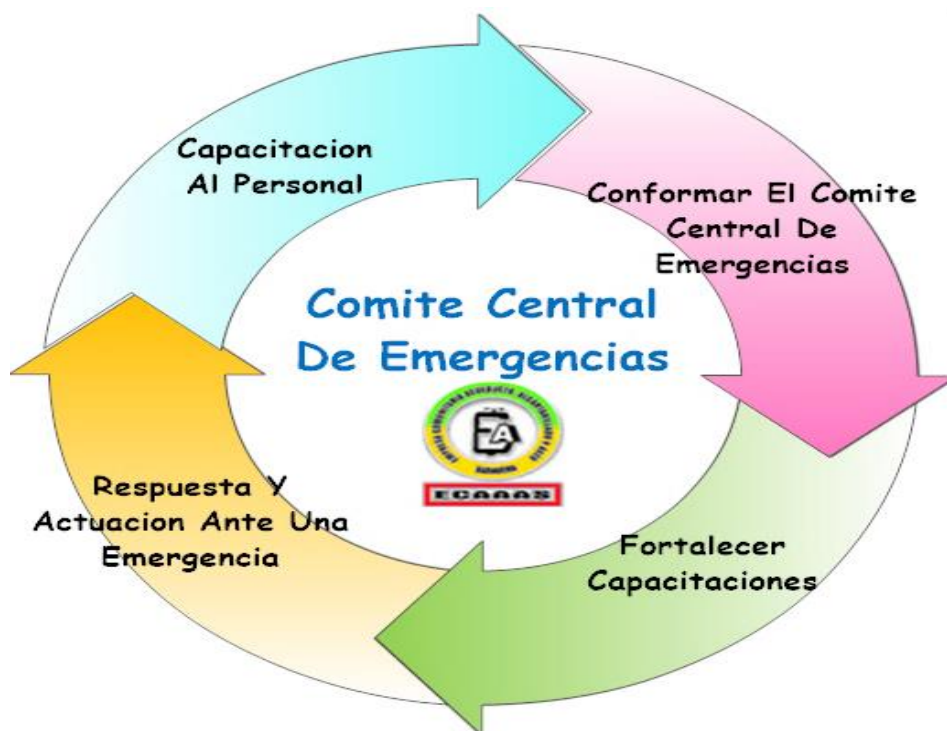 Capacitacion
Al Personal
Conformar El Comite
Central De
Emergencias
Comite Central
De Emergencias
EA
ECAAAS
Respuesta Y
Actuacion Ante Una
Emergencia
Fortalecer
Capacitaciones